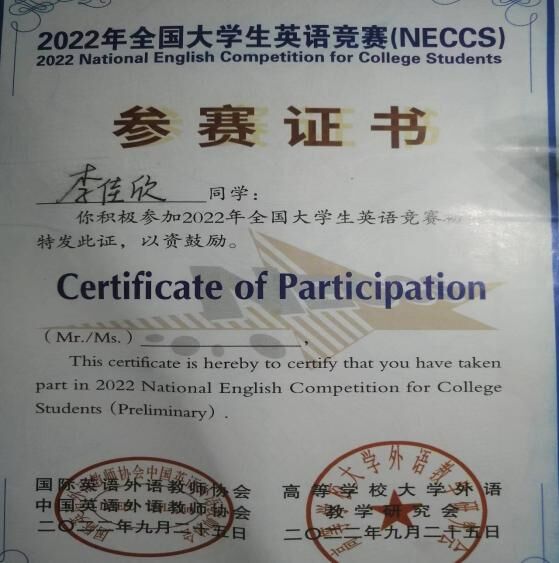 2022年全国大学生英语竞赛(NECCS)
2022 National English Competition for College Students
参赛证书
李佳欣 同学：
你积极参加2022年全国大学生英语竞赛
特发此证，以资鼓励。
Certificate of Participation
(Mr./Ms.)                ,
This certificate is hereby to certify that you have taken
part in 2022 National English Competition for College
Students (Preliminary) .
国际英语外语教师协会
中国英语外语教师协会
二〇二二年九月二十五日
高等学校大学外语
教学研究会
二〇二二年九月二十五日